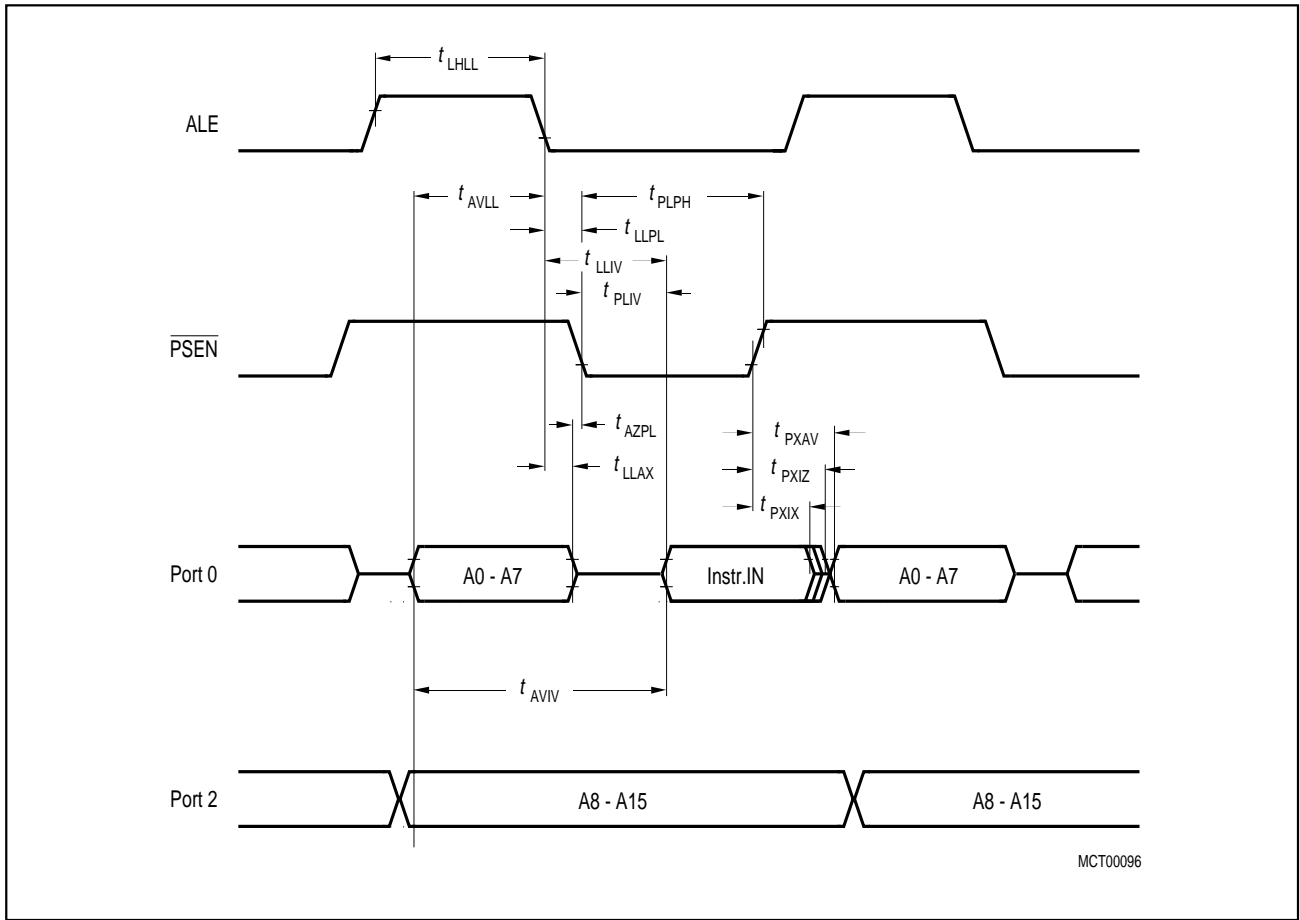 t LHLL
ALE
t AVLL
t PLPH
t LLPL
t LLIV
t PLIV
PSEN
t AZPL
t PXAV
t LLAX
t PXIZ
t PXIX
Port 0
A0 - A7
Instr.IN
A0 - A7
t AVIV
Port 2
A8 - A15
A8 - A15
MCT00096